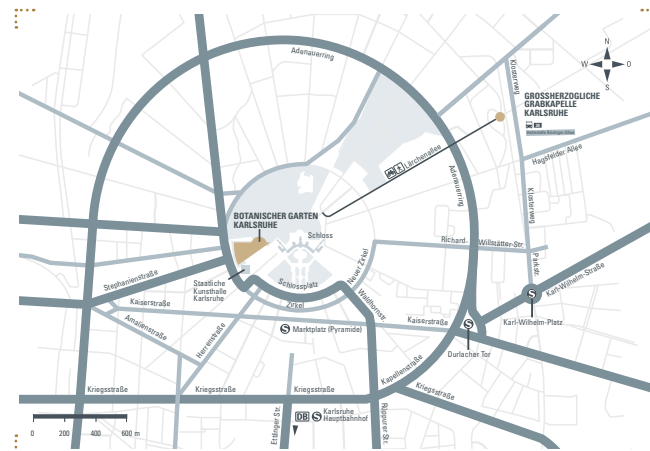 Adenauerring
N
W
O
S
Klosterweg
GROSSHERZOGLICHE
GRABKAPELLE
KARLSRUHE
Hagsfelder Allee
Lärchenallee
Adenauerring
Klosterweg
BOTANISCHER GARTEN
KARLSRUHE
Schloss
Richard-
Willstätter-Str.
Parkstr.
Neuer Zirkel
Stephanienstraße
Staatliche
Kunsthalle
Karlsruhe
Schlossplatz
Zirkel
Waldhornstr.
Karl-Wilhelm-Straße
Kaiserstraße
Amalienstraße
Herrenstraße
S Marktplatz (Pyramide)
Kaiserstraße
S
S
Karl-Wilhelm-Platz
Durlacher Tor
Kapellenstraße
Kriegsstraße
Kriegsstraße
Kriegsstraße
Kriegsstraße
Ettlinger Str.
DB S Karlsruhe
Hauptbahnhof
Rüppurrer Str.
0 200 400 600 m